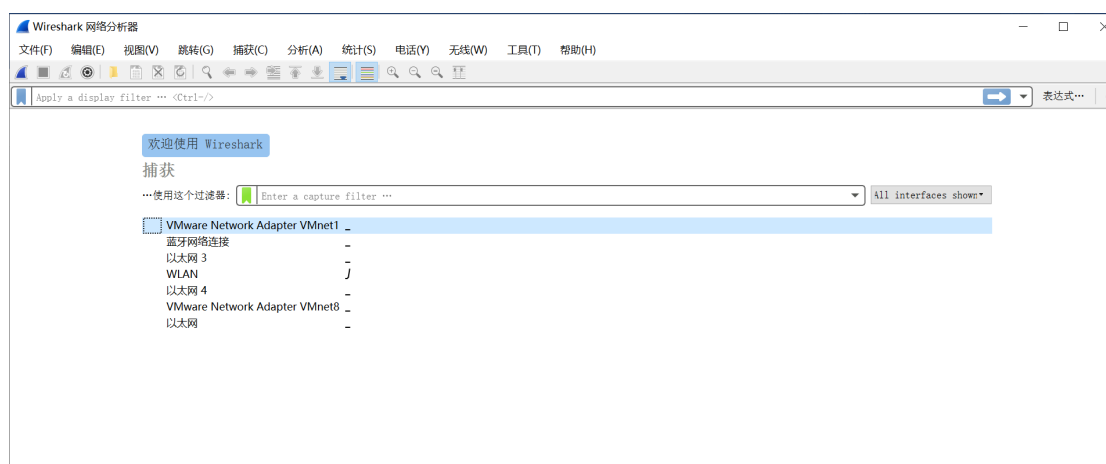 Wireshark 网络分析器
文件(F) 编辑(E) 视图(V) 跳转(G) 捕获(C) 分析(A) 统计(S) 电话(Y) 无线(W) 工具(T) 帮助(H)
Apply a display filter … <Ctrl-/> 表达式…
欢迎使用 Wireshark
捕获
…使用这个过滤器: Enter a capture filter … All interfaces shown
VMware Network Adapter VMnet1
蓝牙网络连接
以太网 3
WLAN
以太网 4
VMware Network Adapter VMnet8
以太网